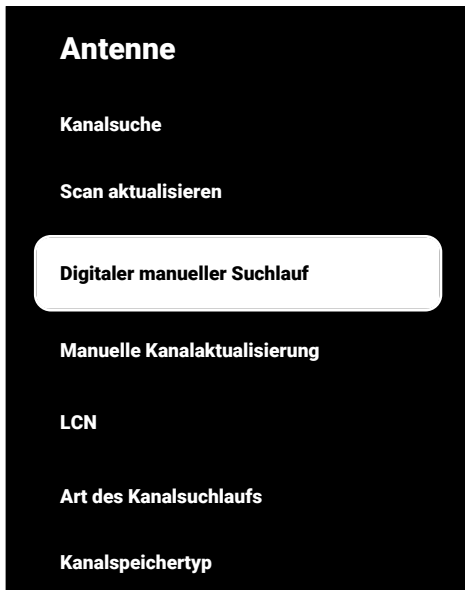 Antenne
Kanalsuche
Scan aktualisieren
Digitaler manueller Suchlauf
Manuelle Kanalaktualisierung
LCN
Art des Kanalsuchlaufs
Kanalspeichertyp